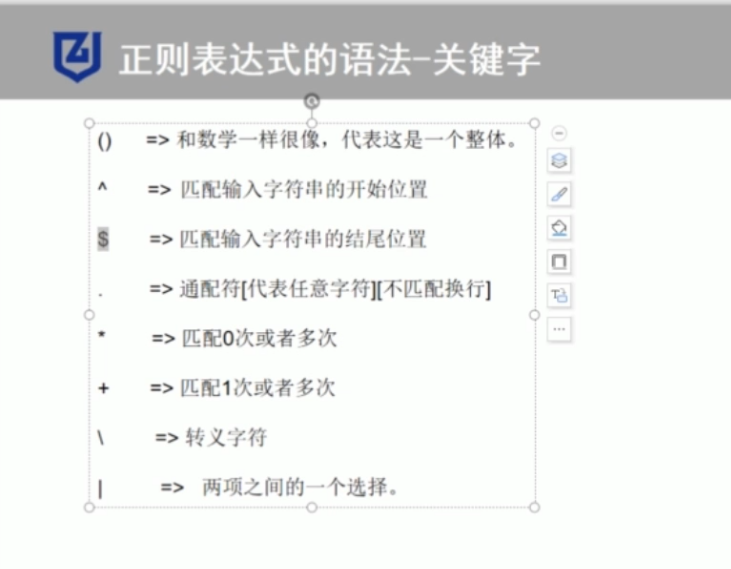 正则表达式的语法-关键字
() => 和数学一样很像，代表这是一个整体。
^ => 匹配输入字符串的开始位置
$ => 匹配输入字符串的结尾位置
. => 通配符[代表任意字符][不匹配换行]
* => 匹配0次或者多次
+ => 匹配1次或者多次
\ => 转义字符
| => 两项之间的一个选择。